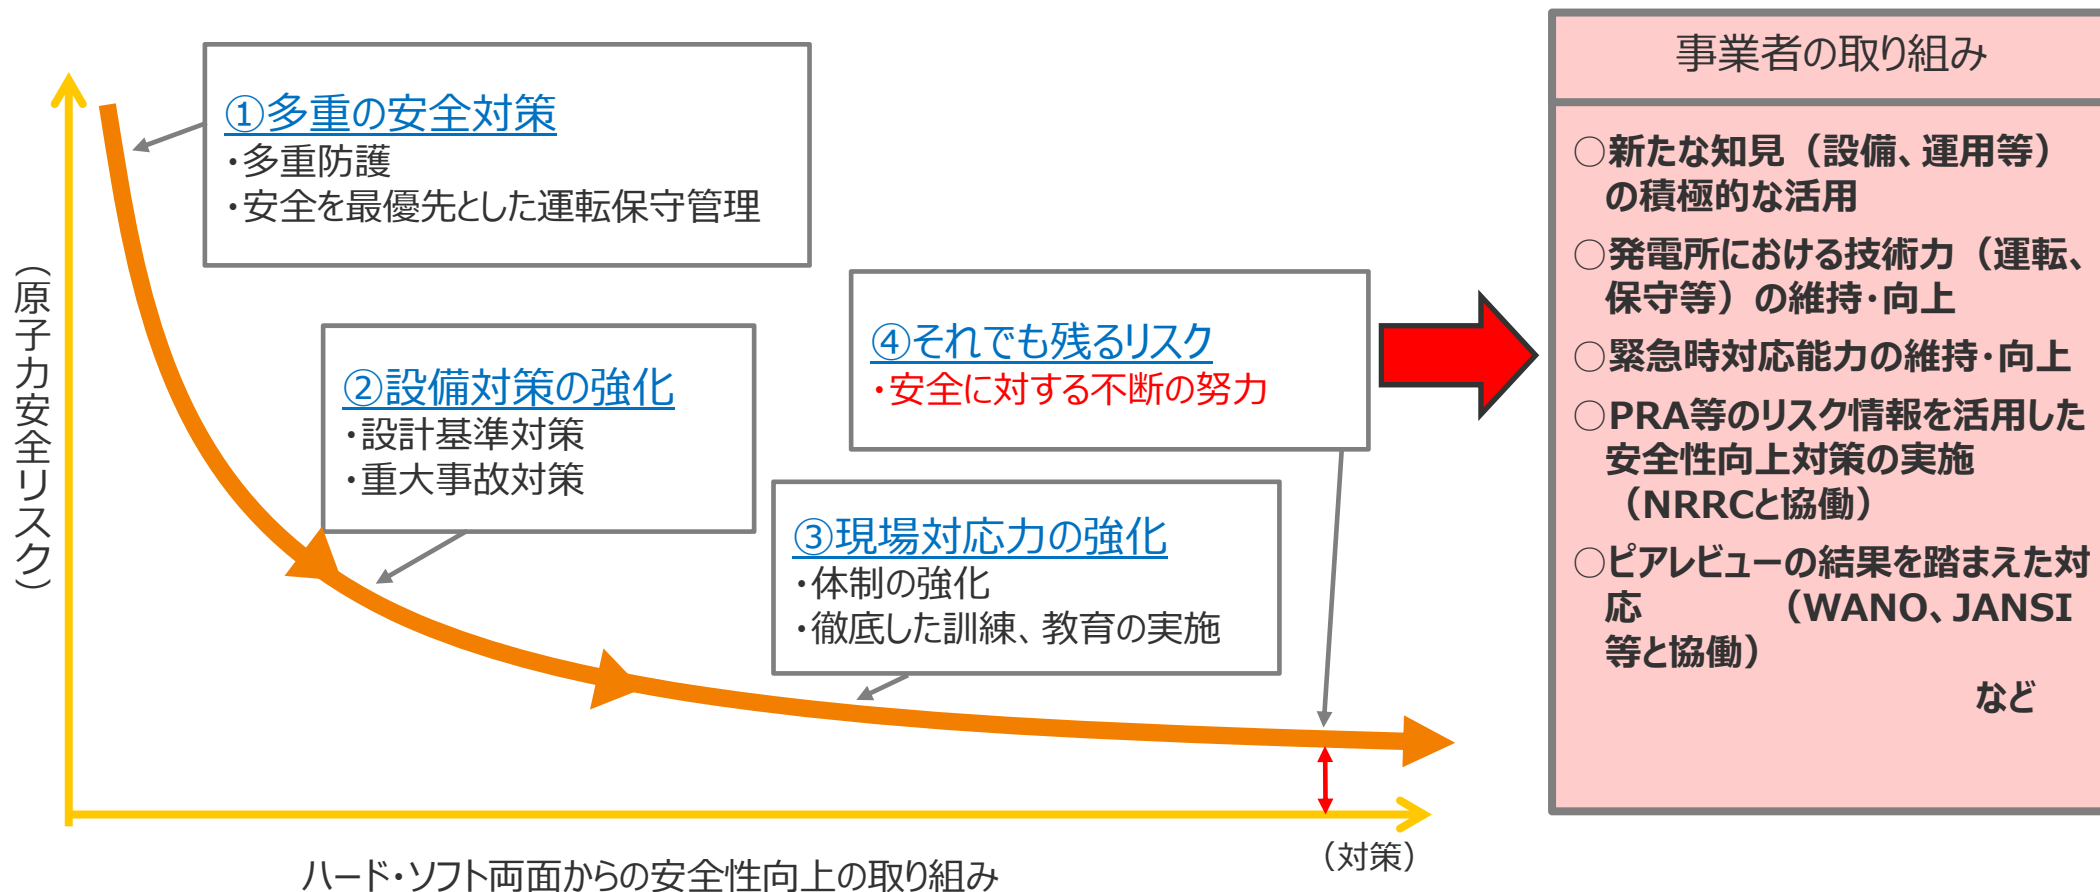 (原子力安全リスク)
①多重の安全対策
・多重防護
・安全を最優先とした運転保守管理
②設備対策の強化
・設計基準対策
・重大事故対策
③現場対応力の強化
・体制の強化
・徹底した訓練、教育の実施
④それでも残るリスク
・安全に対する不断の努力
(対策)
ハード・ソフト両面からの安全性向上の取り組み
事業者の取り組み
○新たな知見(設備、運用等)
の積極的な活用
○発電所における技術力(運転、
保守等)の維持・向上
○緊急時対応能力の維持・向上
○PRA等のリスク情報を活用した
安全性向上対策の実施
(NRRCと協働)
○ピアレビューの結果を踏まえた対
応 (WANO、JANSI
等と協働)
など